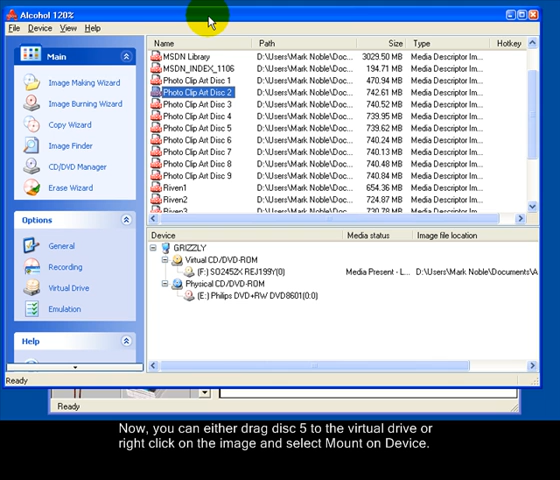 Alcohol 120%
File Device View Help
Main
Image Making Wizard
Image Burning Wizard
Copy Wizard
Image Finder
CD/DVD Manager
Erase Wizard
Options
General
Recording
Virtual Drive
Emulation
Help
Name Path Size Type Hotkey
MSDN Library D:\Users\Mark Noble\Doc... 3029.50 MB Media Descriptor Im...
MSDN_INDEX_1106 D:\Users\Mark Noble\Doc... 194.71 MB Media Descriptor Im...
Photo Clip Art Disc 1 D:\Users\Mark Noble\Doc... 470.94 MB Media Descriptor Im...
Photo Clip Art Disc 2 D:\Users\Mark Noble\Doc... 742.61 MB Media Descriptor Im...
Photo Clip Art Disc 3 D:\Users\Mark Noble\Doc... 740.52 MB Media Descriptor Im...
Photo Clip Art Disc 4 D:\Users\Mark Noble\Doc... 739.95 MB Media Descriptor Im...
Photo Clip Art Disc 5 D:\Users\Mark Noble\Doc... 739.62 MB Media Descriptor Im...
Photo Clip Art Disc 6 D:\Users\Mark Noble\Doc... 740.76 MB Media Descriptor Im...
Photo Clip Art Disc 7 D:\Users\Mark Noble\Doc... 740.13 MB Media Descriptor Im...
Photo Clip Art Disc 8 D:\Users\Mark Noble\Doc... 740.48 MB Media Descriptor Im...
Photo Clip Art Disc 9 D:\Users\Mark Noble\Doc... 740.84 MB Media Descriptor Im...
Riven1 D:\Users\Mark Noble\Doc... 654.36 MB Media Descriptor Im...
Riven2 D:\Users\Mark Noble\Doc... 724.87 MB Media Descriptor Im...
Riven3 D:\Users\Mark Noble\Doc... 730.78 MB Media Descriptor Im...
Device Media status Image file location
GRIZZLY
Virtual CD/DVD-ROM
(F:) SO2452X REJ199Y(0) Media Present - L... D:\Users\Mark Noble\Documents\A
Physical CD/DVD-ROM
(E:) Philips DVD+RW DVD8601(0:0)
Ready
Ready
Now, you can either drag disc 5 to the virtual drive or
right click on the image and select Mount on Device.